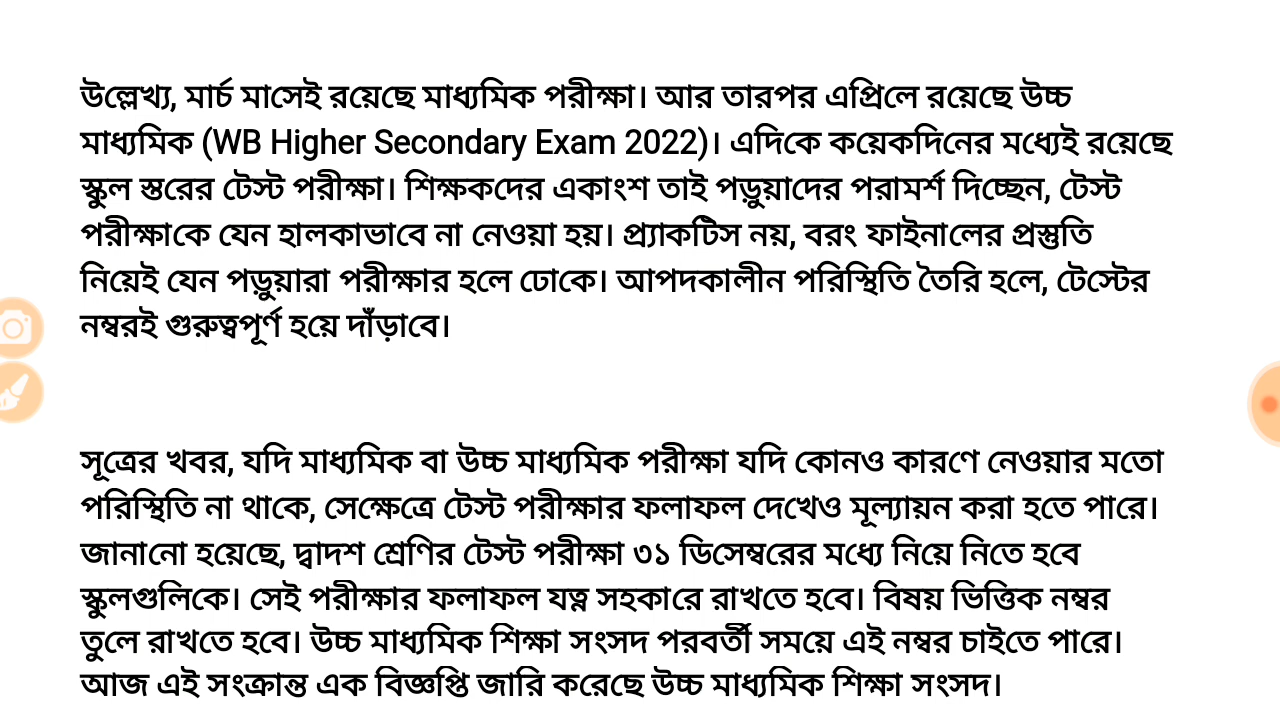 উল্লেখ্য, মার্চ মাসেই রয়েছে মাধ্যমিক পরীক্ষা। আর তারপর এপ্রিলে রয়েছে উচ্চ
মাধ্যমিক (WB Higher Secondary Exam 2022)। এদিকে কয়েকদিনের মধ্যেই রয়েছে
স্কুল স্তরের টেস্ট পরীক্ষা। শিক্ষকদের একাংশ তাই পড়ুয়াদের পরামর্শ দিচ্ছেন, টেস্ট
পরীক্ষাকে যেন হালকাভাবে না নেওয়া হয়। প্র্যাকটিস নয়, বরং ফাইনালের প্রস্তুতি
নিয়েই যেন পড়ুয়ারা পরীক্ষার হলে ঢোকে। আপদকালীন পরিস্থিতি তৈরি হলে, টেস্টের
নম্বরই গুরুত্বপূর্ণ হয়ে দাঁড়াবে।
সূত্রের খবর, যদি মাধ্যমিক বা উচ্চ মাধ্যমিক পরীক্ষা যদি কোনও কারণে নেওয়ার মতো
পরিস্থিতি না থাকে, সেক্ষেত্রে টেস্ট পরীক্ষার ফলাফল দেখেও মূল্যায়ন করা হতে পারে।
জানানো হয়েছে, দ্বাদশ শ্রেণির টেস্ট পরীক্ষা ৩১ ডিসেম্বরের মধ্যে নিয়ে নিতে হবে
স্কুলগুলিকে। সেই পরীক্ষার ফলাফল যত্ন সহকারে রাখতে হবে। বিষয় ভিত্তিক নম্বর
তুলে রাখতে হবে। উচ্চ মাধ্যমিক শিক্ষা সংসদ পরবর্তী সময়ে এই নম্বর চাইতে পারে।
আজ এই সংক্রান্ত এক বিজ্ঞপ্তি জারি করেছে উচ্চ মাধ্যমিক শিক্ষা সংসদ।